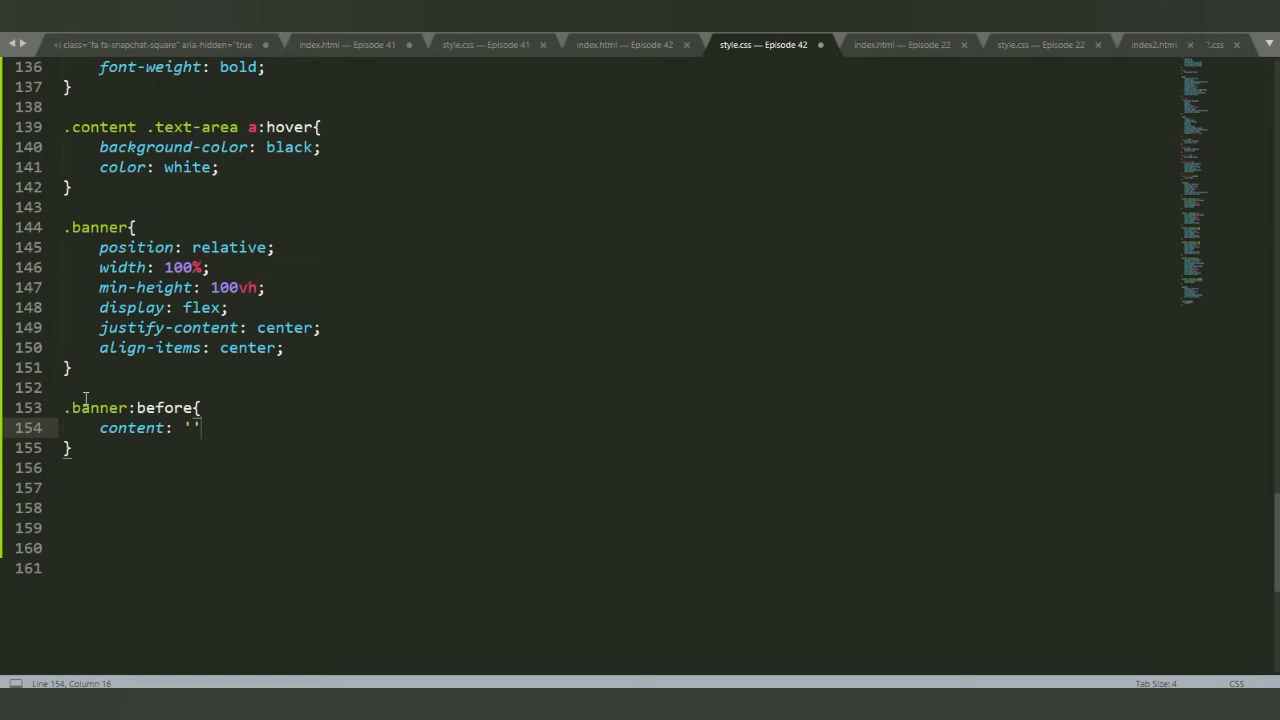 <i class="fa fa-snapchat-square" aria-hidden="true
index.html — Episode 41
style.css — Episode 41
index.html — Episode 42
style.css — Episode 42
index.html — Episode 22
style.css — Episode 22
index2.html
?.css
136 font-weight: bold;
137 }
138
139 .content .text-area a:hover{
140 background-color: black;
141 color: white;
142 }
143
144 .banner{
145 position: relative;
146 width: 100%;
147 min-height: 100vh;
148 display: flex;
149 justify-content: center;
150 align-items: center;
151 }
152
153 .banner:before{
154 content: ''
155 }
156
157
158
159
160
161
Line 154, Column 16
Tab Size: 4
CSS